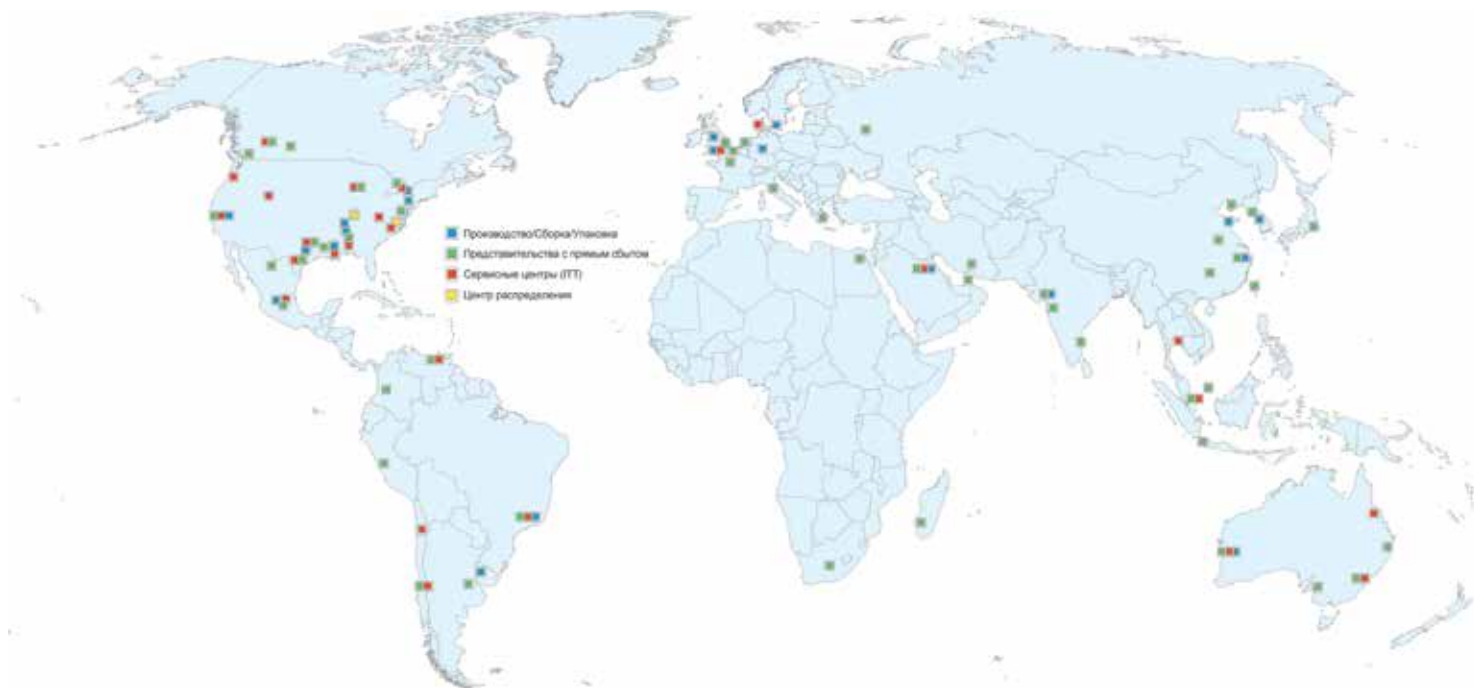 Производство/Сборка/Упаковка
Представительства с прямым сбытом
Сервисные центры (ITT)
Центр распределения